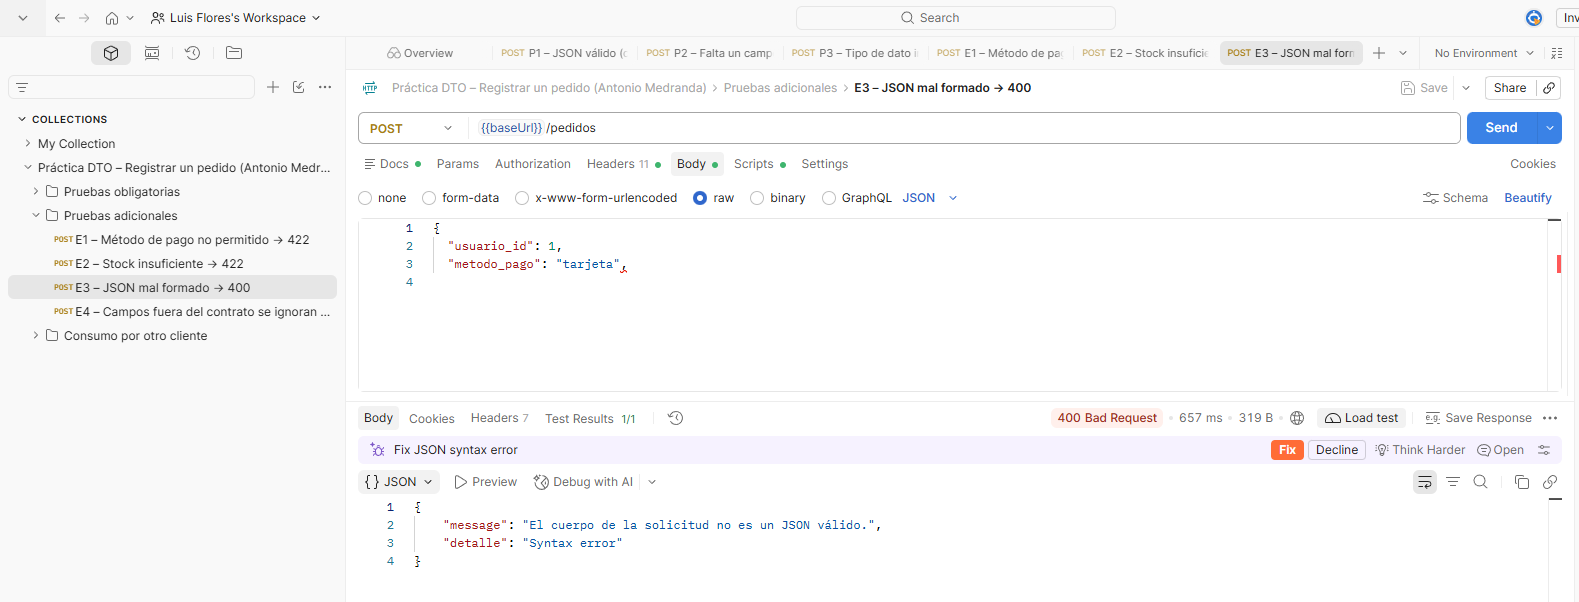 Luis Flores's Workspace
Search
Inv
Overview
POST P1 – JSON válido (c
POST P2 – Falta un camp
POST P3 – Tipo de dato i
POST E1 – Método de pa
POST E2 – Stock insuficie
POST E3 – JSON mal forn
No Environment
COLLECTIONS
My Collection
Práctica DTO – Registrar un pedido (Antonio Medr...
Pruebas obligatorias
Pruebas adicionales
POST E1 – Método de pago no permitido → 422
POST E2 – Stock insuficiente → 422
POST E3 – JSON mal formado → 400
POST E4 – Campos fuera del contrato se ignoran ...
Consumo por otro cliente
HTTP Práctica DTO – Registrar un pedido (Antonio Medranda) > Pruebas adicionales > E3 – JSON mal formado → 400
Save
Share
POST {{baseUrl}} /pedidos
Send
Docs Params Authorization Headers 11 Body Scripts Settings
Cookies
none form-data x-www-form-urlencoded raw binary GraphQL JSON
Schema Beautify
1 {
2 "usuario_id": 1,
3 "metodo_pago": "tarjeta",
4
Body Cookies Headers 7 Test Results 1/1
400 Bad Request • 657 ms • 319 B
Load test
e.g. Save Response
Fix JSON syntax error
Fix Decline Think Harder Open
{} JSON Preview Debug with AI
1 {
2 "message": "El cuerpo de la solicitud no es un JSON válido.",
3 "detalle": "Syntax error"
4 }